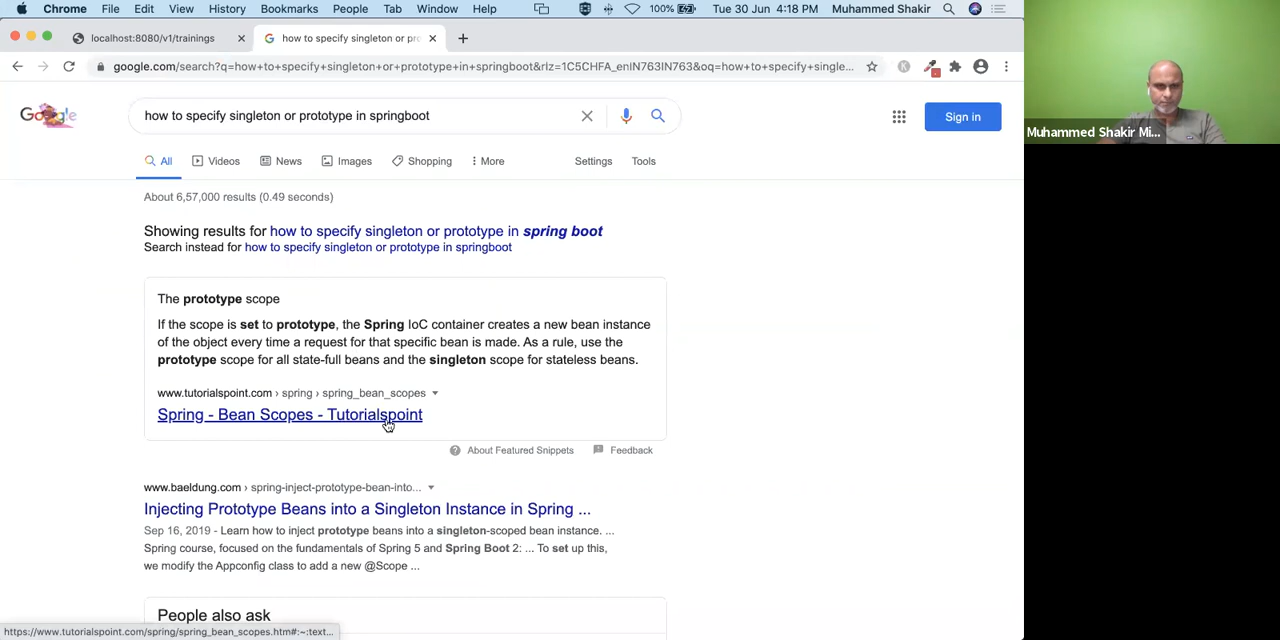 Chrome File Edit View History Bookmarks People Tab Window Help 100% Tue 30 Jun 4:18 PM Muhammed Shakir
localhost:8080/v1/trainings how to specify singleton or pro
google.com/search?q=how+to+specify+singleton+or+prototype+in+springboot&rlz=1C5CHFA_enIN763IN763&oq=how+to+specify+single...
Google how to specify singleton or prototype in springboot Sign in
All Videos News Images Shopping More Settings Tools
About 6,57,000 results (0.49 seconds)
Showing results for how to specify singleton or prototype in spring boot
Search instead for how to specify singleton or prototype in springboot
The prototype scope
If the scope is set to prototype, the Spring IoC container creates a new bean instance
of the object every time a request for that specific bean is made. As a rule, use the
prototype scope for all state-full beans and the singleton scope for stateless beans.
www.tutorialspoint.com › spring › spring_bean_scopes
Spring - Bean Scopes - Tutorialspoint
About Featured Snippets Feedback
www.baeldung.com › spring-inject-prototype-bean-into...
Injecting Prototype Beans into a Singleton Instance in Spring ...
Sep 16, 2019 - Learn how to inject prototype beans into a singleton-scoped bean instance. ...
Spring course, focused on the fundamentals of Spring 5 and Spring Boot 2: ... To set up this,
we modify the Appconfig class to add a new @Scope ...
People also ask
https://www.tutorialspoint.com/spring/spring_bean_scopes.htm#:~:text...
Muhammed Shakir Mi...